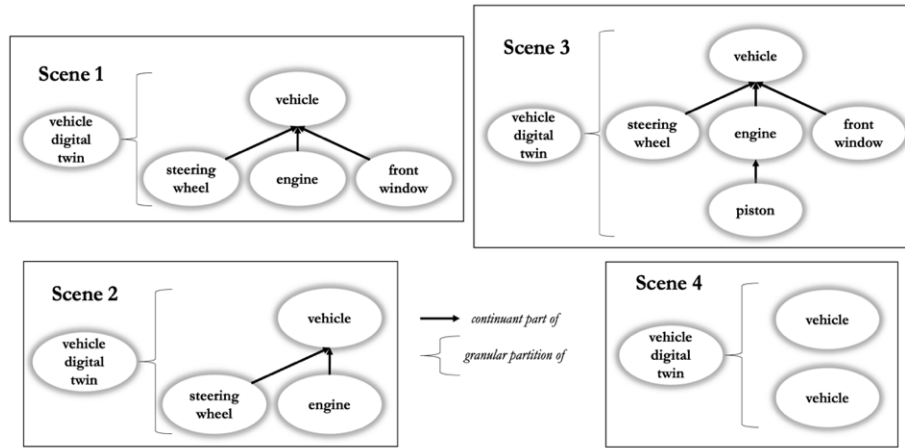 Scene 1
vehicle
vehicle
digital
twin
steering
wheel
engine
front
window
Scene 3
vehicle
vehicle
digital
twin
steering
wheel
engine
front
window
piston
Scene 2
vehicle
vehicle
digital
twin
steering
wheel
engine
continuant part of
granular partition of
Scene 4
vehicle
vehicle
digital
twin
vehicle